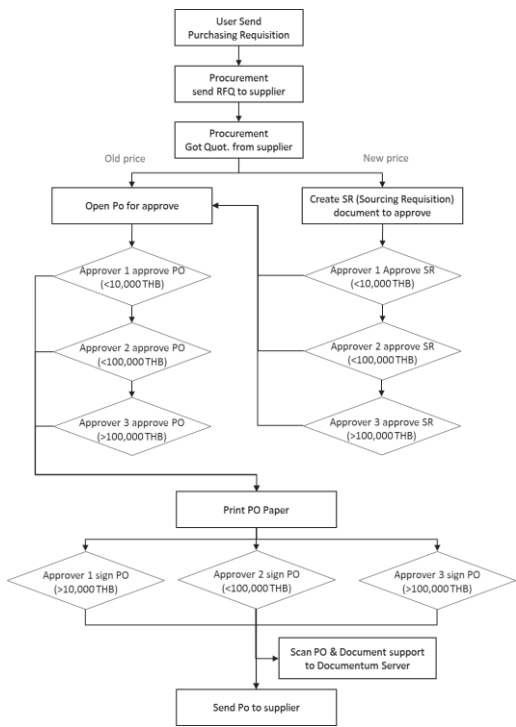 User Send
Purchasing Requisition
Procurement
send RFQ to supplier
Procurement
Got Quot. from supplier
Old price
New price
Open Po for approve
Create SR (Sourcing Requisition)
document to approve
Approver 1 approve PO
(<10,000 THB)
Approver 1 Approve SR
(<10,000 THB)
Approver 2 approve PO
(<100,000 THB)
Approver 2 approve SR
(<100,000 THB)
Approver 3 approve PO
(>100,000 THB)
Approver 3 approve SR
(>100,000 THB)
Print PO Paper
Approver 1 sign PO
(>10,000 THB)
Approver 2 sign PO
(<100,000 THB)
Approver 3 sign PO
(>100,000 THB)
Scan PO & Document support
to Documentum Server
Send Po to supplier